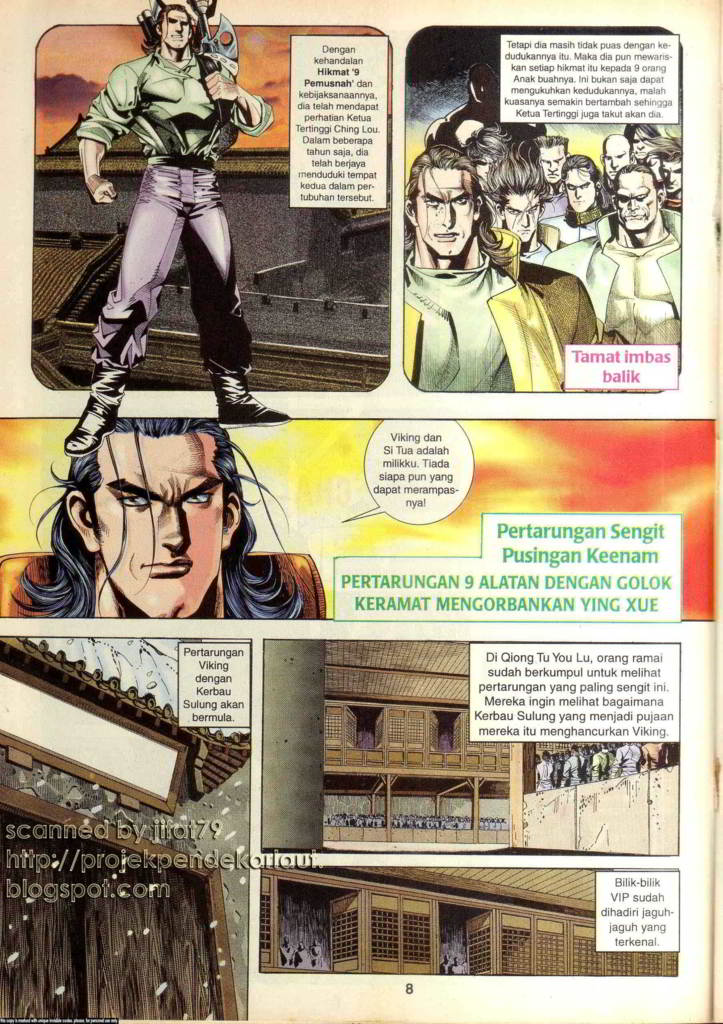 Dengan
kehandalan
Hikmat '9
Pemusnah' dan
kebijaksanaannya,
dia telah mendapat
perhatian Ketua
Tertinggi Ching Lou.
Dalam beberapa
tahun saja, dia
telah berjaya
menduduki tempat
kedua dalam per-
tubuhan tersebut.
Tetapi dia masih tidak puas dengan ke-
dudukannya itu. Maka dia pun mewaris-
kan setiap hikmat itu kepada 9 orang
Anak buahnya. Ini bukan saja dapat
mengukuhkan kedudukannya, malah
kuasanya semakin bertambah sehingga
Ketua Tertinggi juga takut akan dia.
Tamat imbas
balik
Viking dan
Si Tua adalah
milikku. Tiada
siapa pun yang
dapat merampas-
nya!
Pertarungan Sengit
Pusingan Keenam
PERTARUNGAN 9 ALATAN DENGAN GOLOK
KERAMAT MENGORBANKAN YING XUE
Pertarungan
Viking
dengan
Kerbau
Sulung akan
bermula.
Di Qiong Tu You Lu, orang ramai
sudah berkumpul untuk melihat
pertarungan yang paling sengit ini.
Mereka ingin melihat bagaimana
Kerbau Sulung yang menjadi pujaan
mereka itu menghancurkan Viking.
scanned by jitot79
http://projekpendekarlaut.
blogspot.com
Bilik-bilik
VIP sudah
dihadiri jaguh-
jaguh yang
terkenal.
8